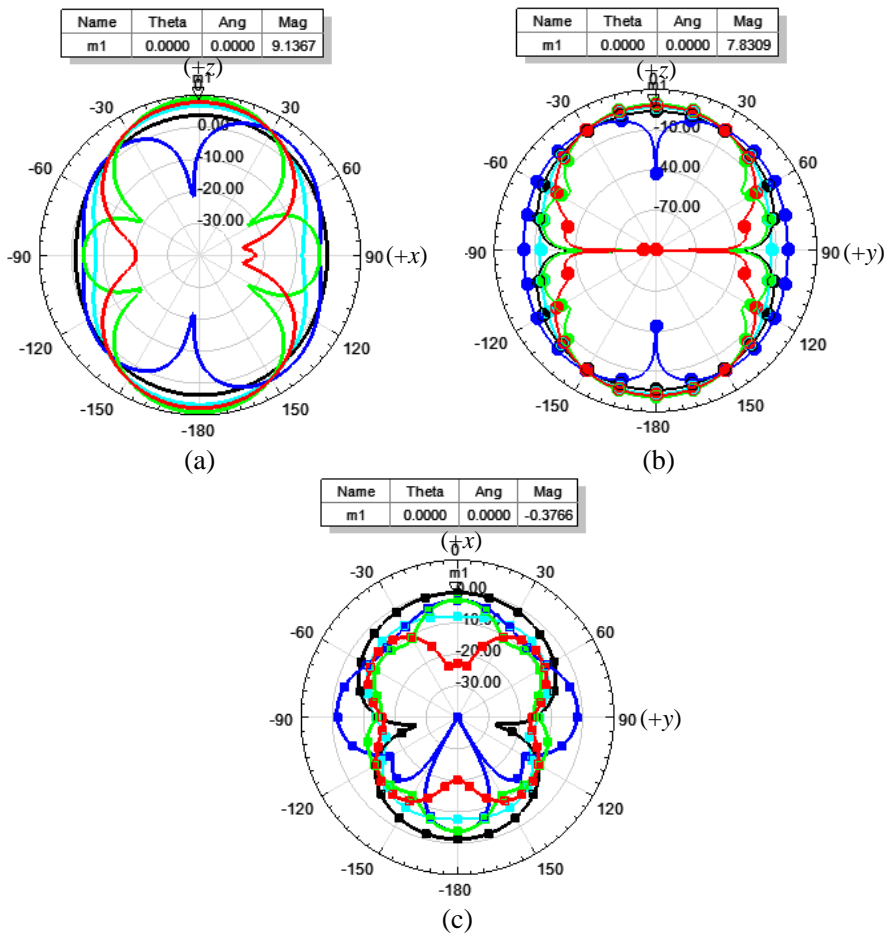 Name Theta Ang Mag
m1 0.0000 0.0000 9.1367
Name Theta Ang Mag
m1 0.0000 0.0000 7.8309
(+z)
m1
0
-30 30
0.00
-10.00
-20.00
-30.00
-60 60
-90 90 (+x)
-120 120
-150 150
-180
(a)
(+z)
0
m1
-30 30
-10.00
-40.00
-70.00
-60 60
-90 90 (+y)
-120 120
-150 150
-180
(b)
Name Theta Ang Mag
m1 0.0000 0.0000 -0.3766
(+x)
0
m1
-30 30
0.00
-10.00
-20.00
-30.00
-60 60
-90 90 (+y)
-120 120
-150 150
-180
(c)